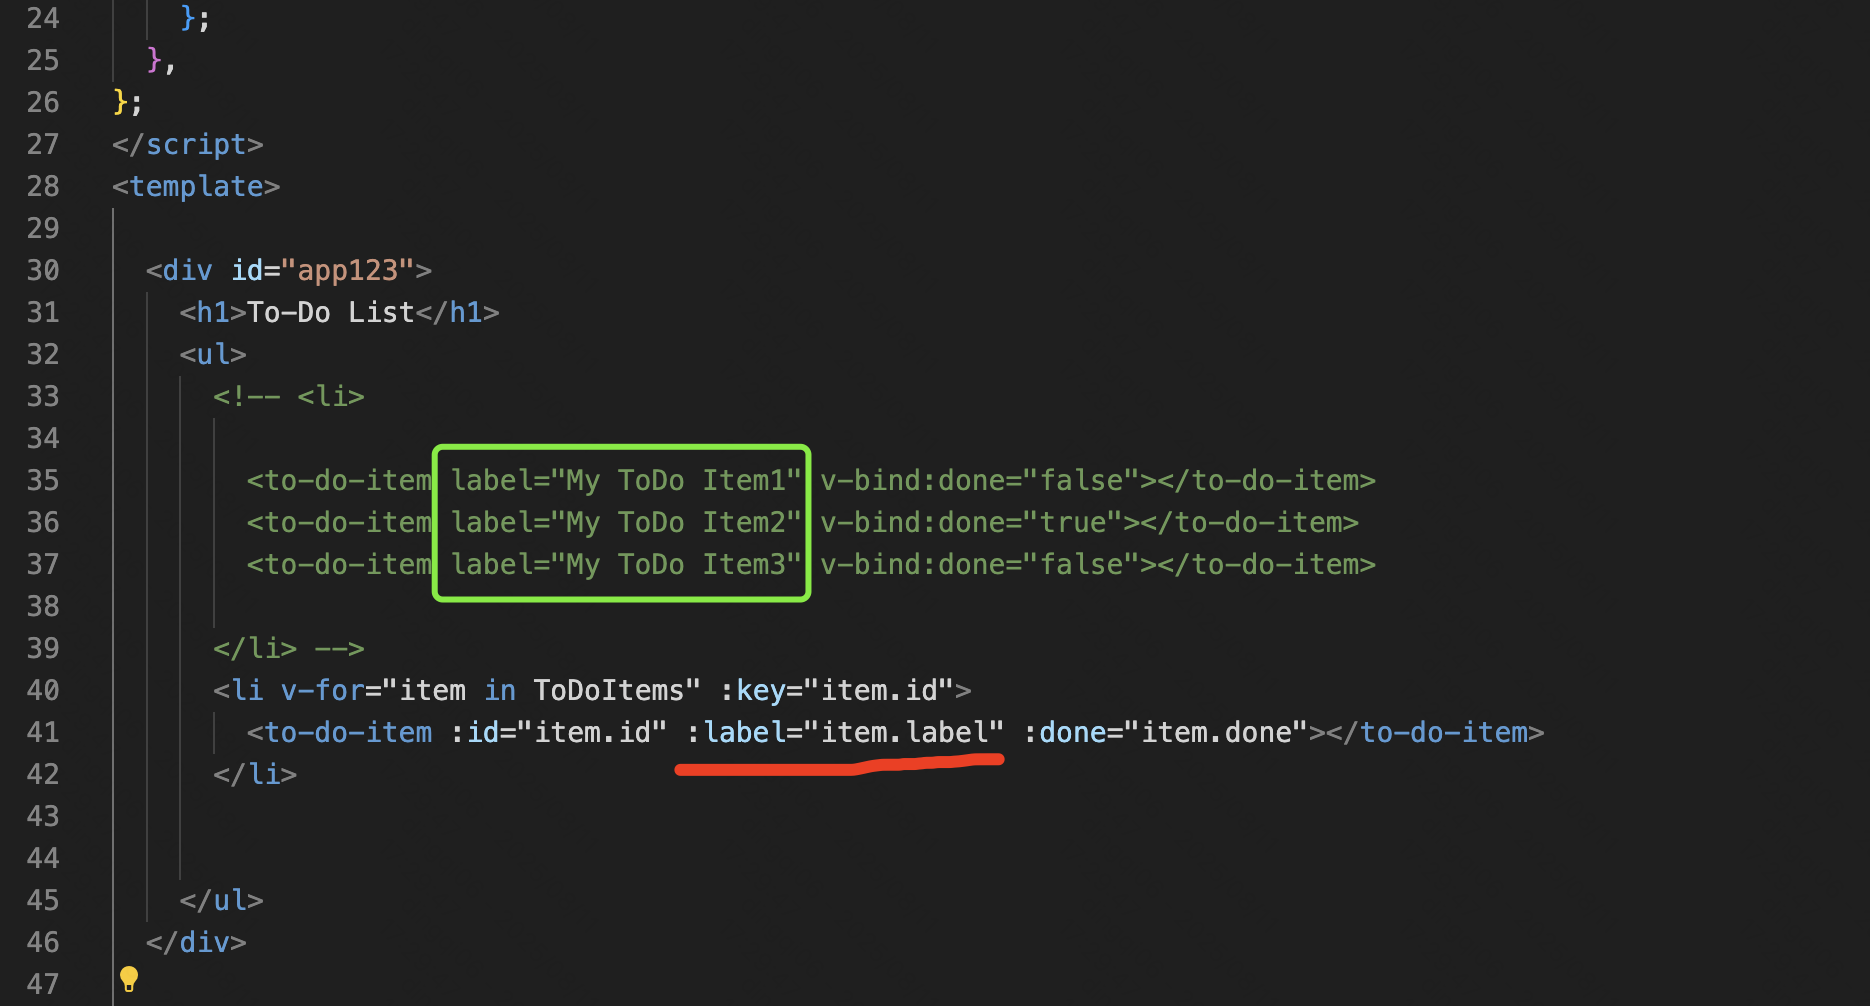 24 };
25 },
26 };
27 </script>
28 <template>
29
30 <div id="app123">
31 <h1>To-Do List</h1>
32 <ul>
33 <!-- <li>
34
35 <to-do-item label="My ToDo Item1" v-bind:done="false"></to-do-item>
36 <to-do-item label="My ToDo Item2" v-bind:done="true"></to-do-item>
37 <to-do-item label="My ToDo Item3" v-bind:done="false"></to-do-item>
38
39 </li> -->
40 <li v-for="item in ToDoItems" :key="item.id">
41 <to-do-item :id="item.id" :label="item.label" :done="item.done"></to-do-item>
42 </li>
43
44
45 </ul>
46 </div>
47